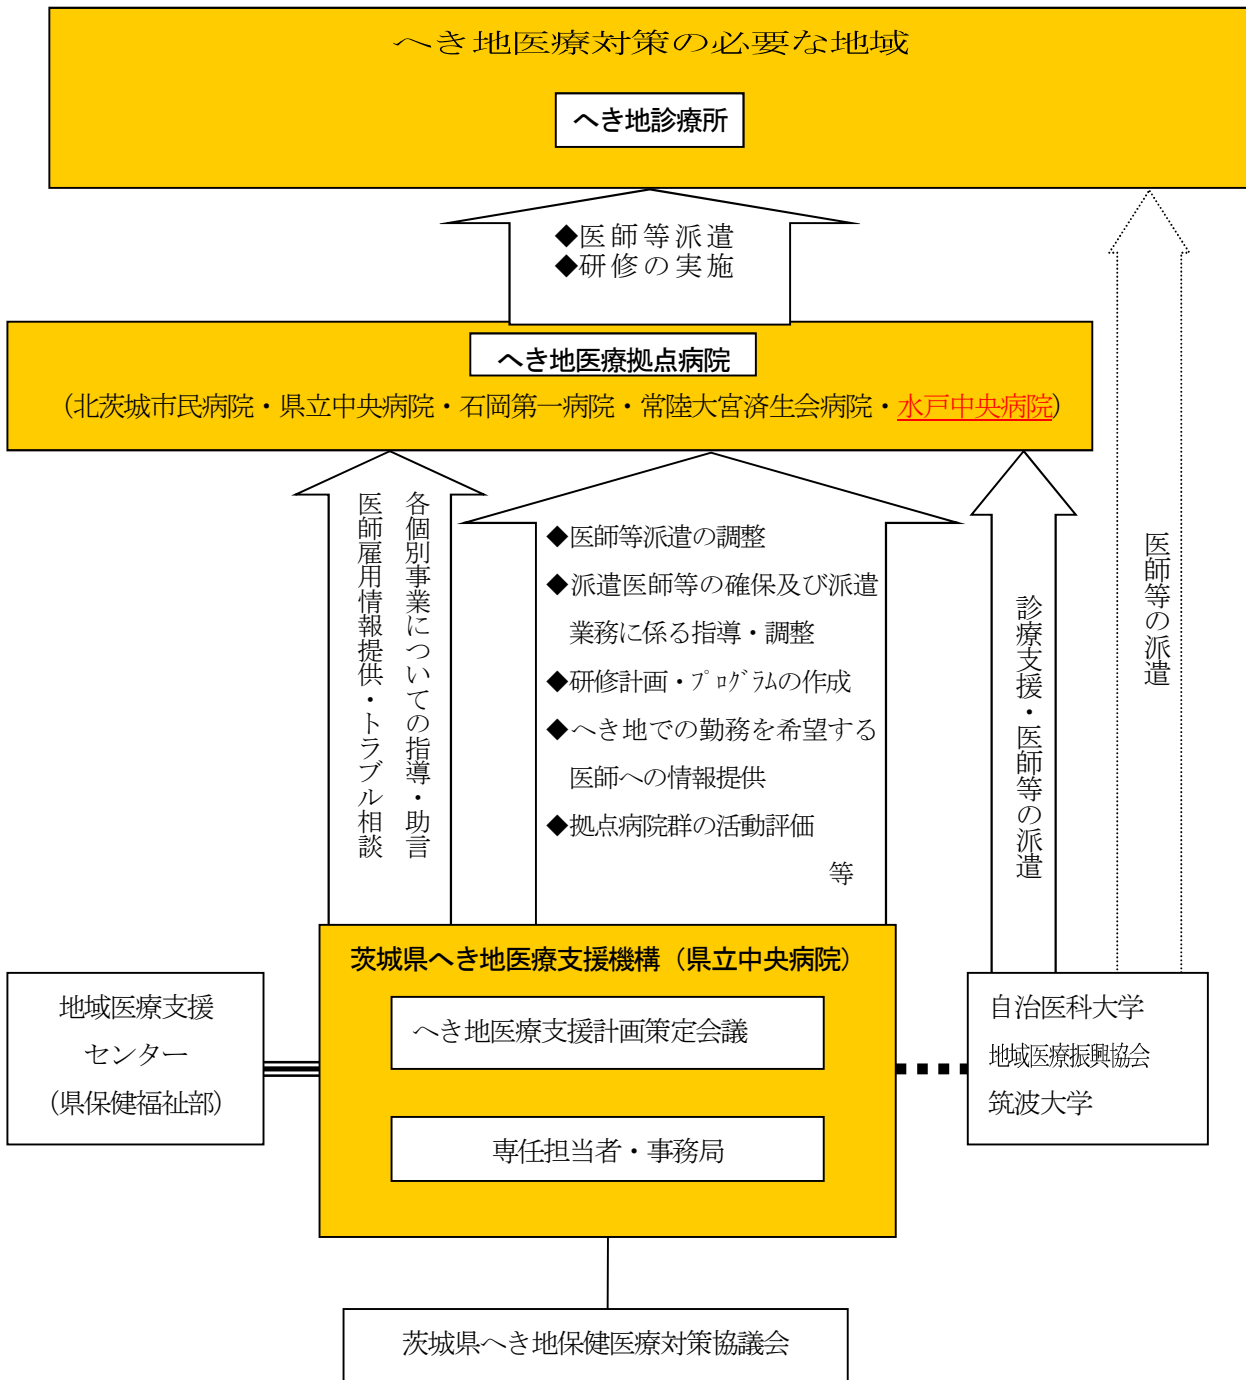 へき地医療対策の必要な地域
へき地診療所
◆医師等派遣
◆研修の実施
へき地医療拠点病院
（北茨城市民病院・県立中央病院・石岡第一病院・常陸大宮済生会病院・水戸中央病院）
各個別事業についての指導・助言
医師雇用情報提供・トラブル相談
◆医師等派遣の調整
◆派遣医師等の確保及び派遣
業務に係る指導・調整
◆研修計画・ﾌﾟﾛｸﾞﾗﾑの作成
◆へき地での勤務を希望する
医師への情報提供
◆拠点病院群の活動評価
等
診療支援・医師等の派遣
医師等の派遣
茨城県へき地医療支援機構（県立中央病院）
へき地医療支援計画策定会議
専任担当者・事務局
地域医療支援
センター
（県保健福祉部）
自治医科大学
地域医療振興協会
筑波大学
茨城県へき地保健医療対策協議会